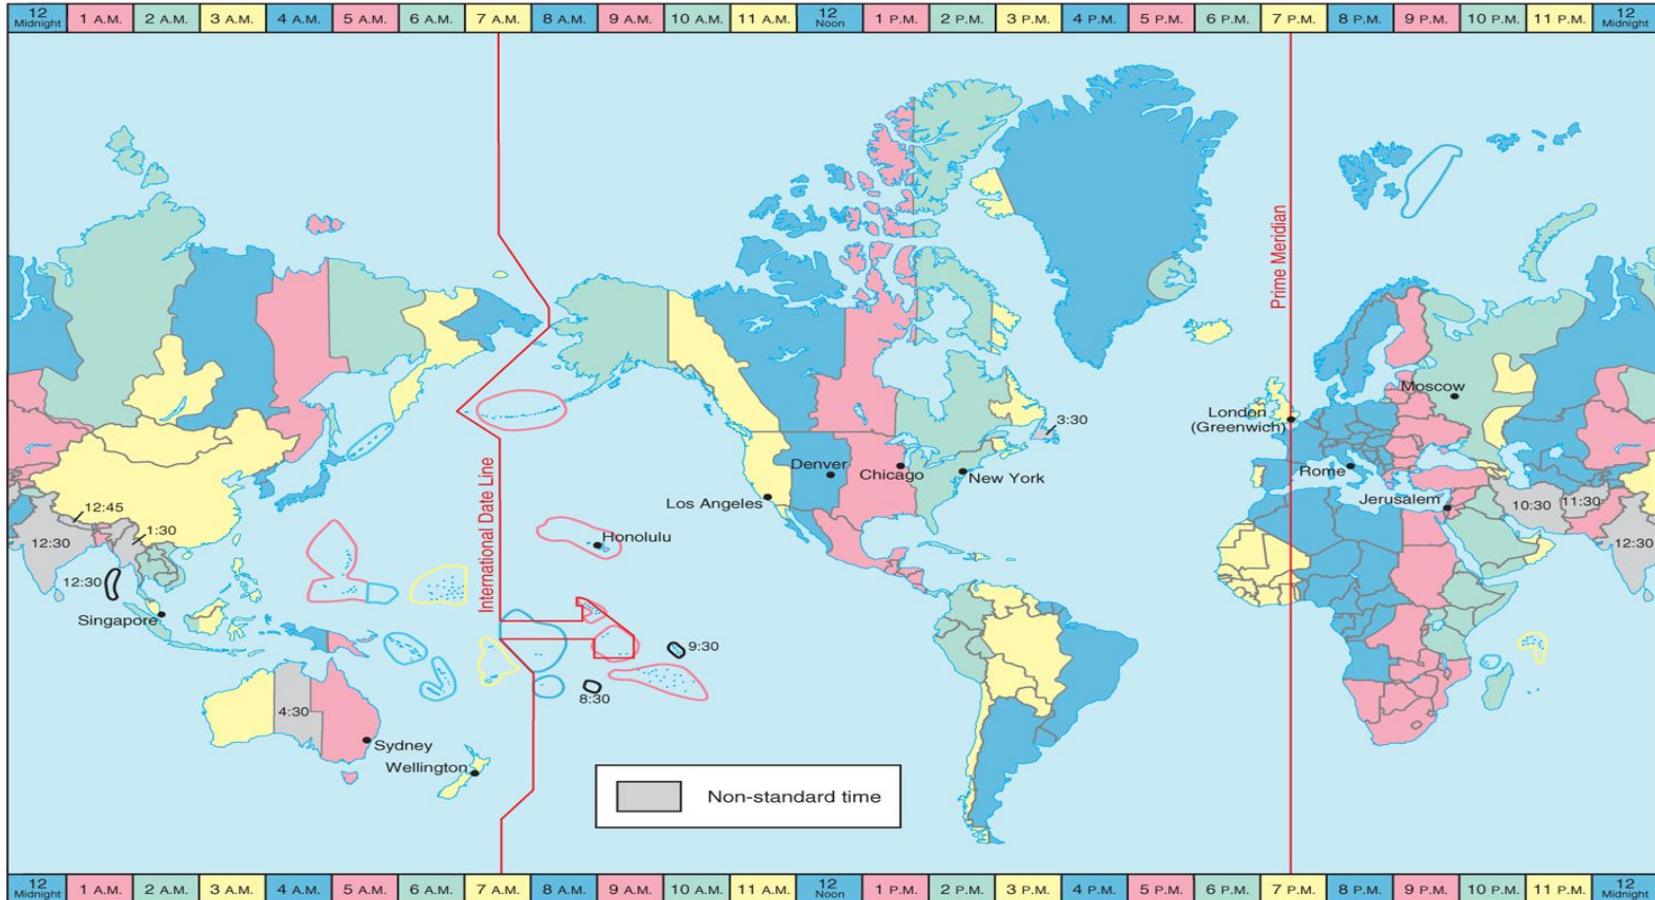 12 Midnight 1 A.M. 2 A.M. 3 A.M. 4 A.M. 5 A.M. 6 A.M. 7 A.M. 8 A.M. 9 A.M. 10 A.M. 11 A.M. 12 Noon 1 P.M. 2 P.M. 3 P.M. 4 P.M. 5 P.M. 6 P.M. 7 P.M. 8 P.M. 9 P.M. 10 P.M. 11 P.M. 12 Midnight
Prime Meridian
Moscow
London
(Greenwich)
3:30
Denver
Chicago
New York
Rome
Los Angeles
Jerusalem
10:30
11:30
12:45
1:30
12:30
12:30
Honolulu
International Date Line
12:30
Singapore
9:30
8:30
4:30
Sydney
Wellington
Non-standard time
12 Midnight 1 A.M. 2 A.M. 3 A.M. 4 A.M. 5 A.M. 6 A.M. 7 A.M. 8 A.M. 9 A.M. 10 A.M. 11 A.M. 12 Noon 1 P.M. 2 P.M. 3 P.M. 4 P.M. 5 P.M. 6 P.M. 7 P.M. 8 P.M. 9 P.M. 10 P.M. 11 P.M. 12 Midnight